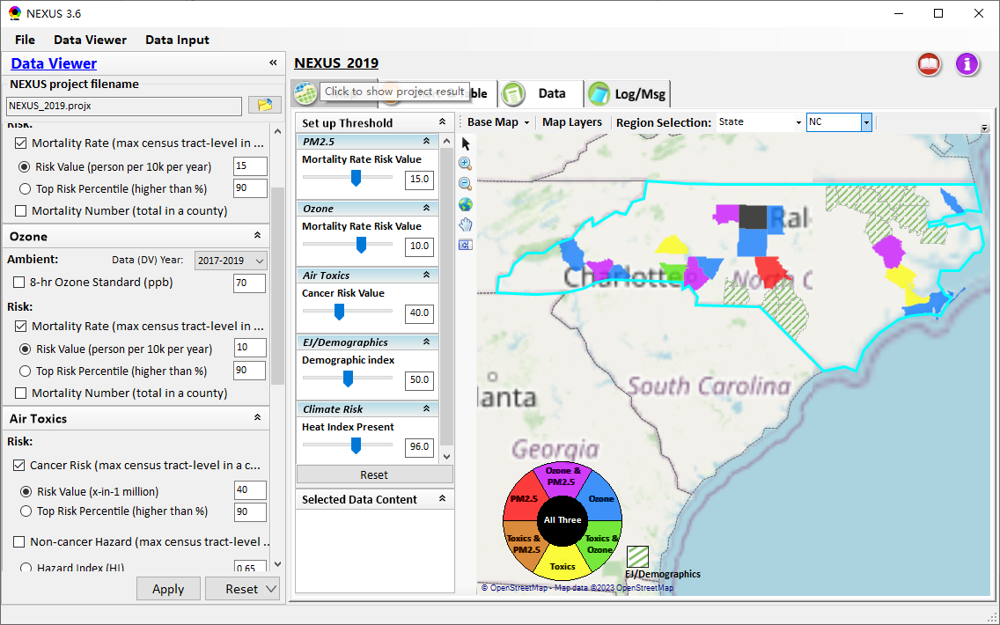 NEXUS 3.6
File Data Viewer Data Input
Data Viewer «
NEXUS project filename
NEXUS_2019.projx
Risk:
Mortality Rate (max census tract-level in ...
Risk Value (person per 10k per year) 15
Top Risk Percentile (higher than %) 90
Mortality Number (total in a county)
Ozone
Ambient: Data (DV) Year: 2017-2019
8-hr Ozone Standard (ppb) 70
Risk:
Mortality Rate (max census tract-level in ...
Risk Value (person per 10k per year) 10
Top Risk Percentile (higher than %) 90
Mortality Number (total in a county)
Air Toxics
Risk:
Cancer Risk (max census tract-level in a c...
Risk Value (x-in-1 million) 40
Top Risk Percentile (higher than %) 90
Non-cancer Hazard (max census tract-level ...
Hazard Index (HI) 0.65
Apply Reset
NEXUS_2019
Click to show project result ble Data Log/Msg
Set up Threshold
PM2.5
Mortality Rate Risk Value
15.0
Ozone
Mortality Rate Risk Value
10.0
Air Toxics
Cancer Risk Value
40.0
EJ/Demographics
Demographic index
50.0
Climate Risk
Heat Index Present
96.0
Reset
Selected Data Content
Base Map Map Layers Region Selection: State NC
Ral
Charlotte North C
South Carolina
lanta
Georgia
Ozone & PM2.5
PM2.5 Ozone
All Three
Toxics & PM2.5 Toxics & Ozone
Toxics
EJ/Demographics
© OpenStreetMap - Map data ©2023 OpenStreetMap
i